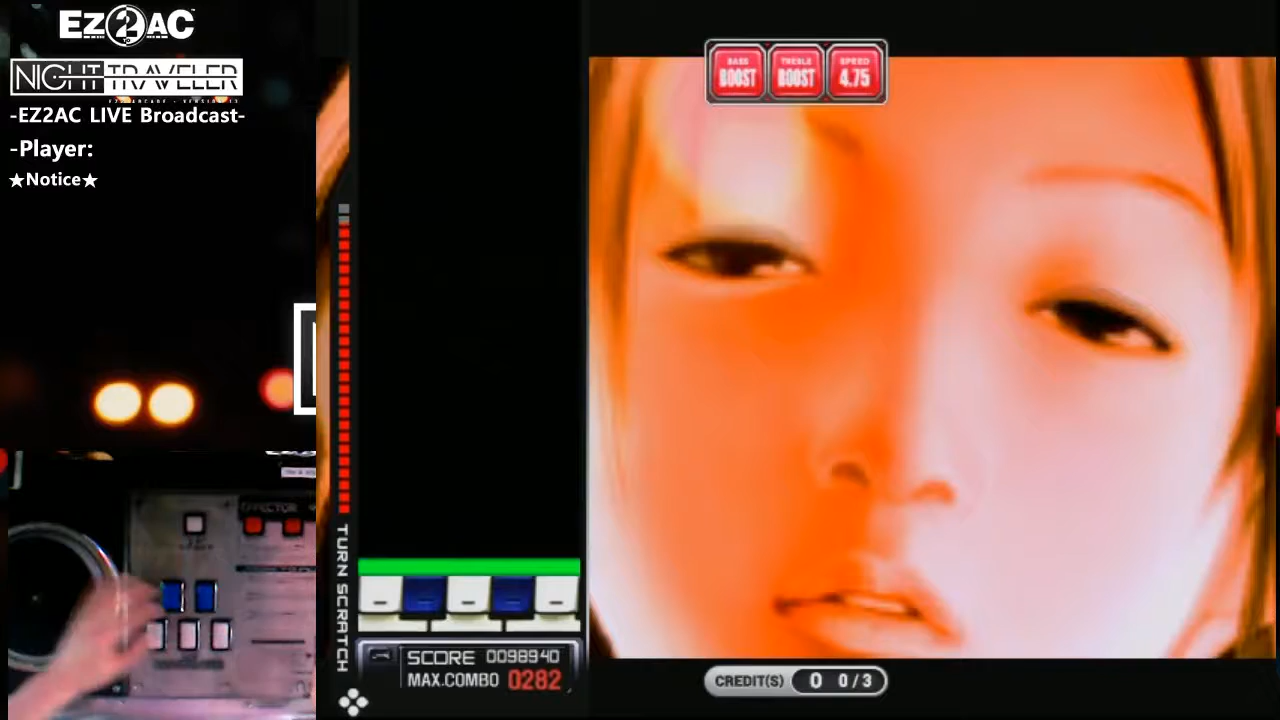 EZ2AC
NIGHT TRAVELER
-EZ2AC LIVE Broadcast-
-Player:
★Notice★
BASS
BOOST
TREBLE
BOOST
SPEED
4.75
EFFECTOR
TURN SCRATCH
SCORE 0098940
MAX.COMBO 0282
CREDIT(S) 0 0/3